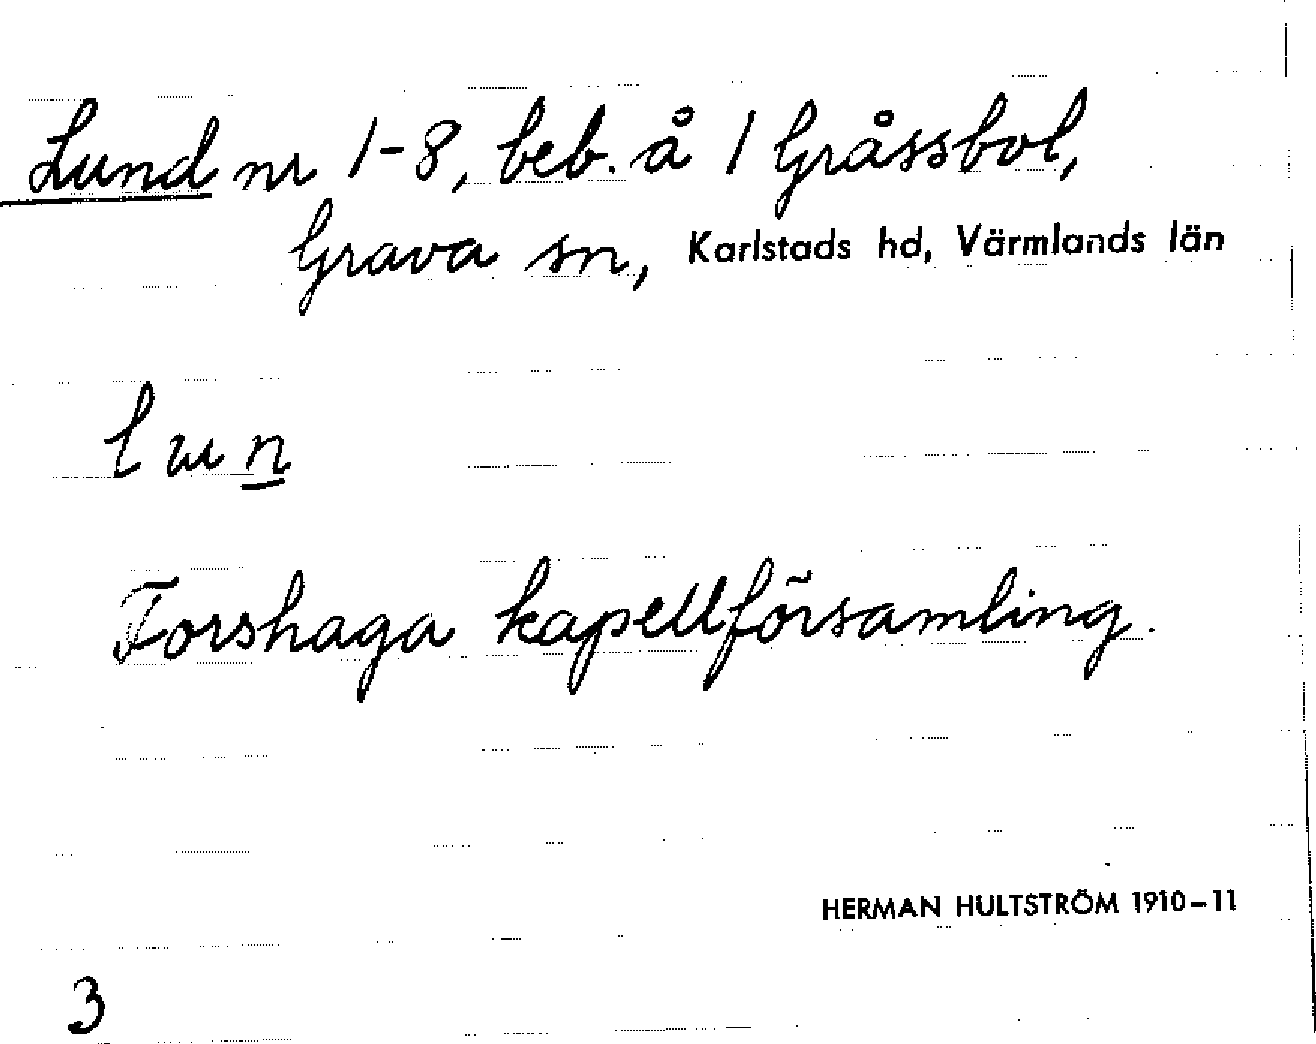 Lund nr 1-8, beb. å 1 Gråssbol,
Grava sn, Karlstads hd, Värmlands län
Forshaga kapellförsamling.
HERMAN HULTSTRÖM 1910-11
3